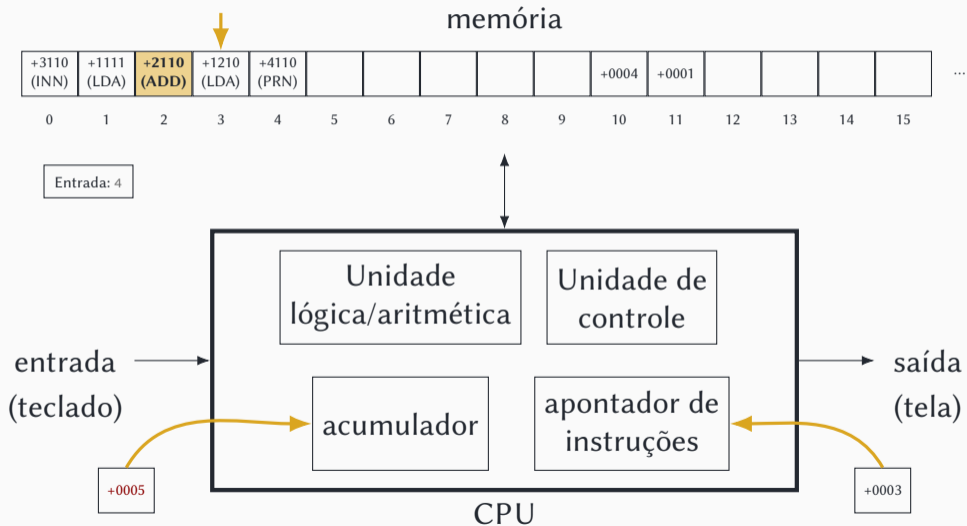 memória
+3110 +1111 +2110 +1210 +4110 +0004 +0001
(INN) (LDA) (ADD) (LDA) (PRN) ...
0 1 2 3 4 5 6 7 8 9 10 11 12 13 14 15
Entrada: 4
Unidade
lógica/aritmética
Unidade de
controle
entrada
(teclado)
saída
(tela)
acumulador
apontador de
instruções
+0005
+0003
CPU